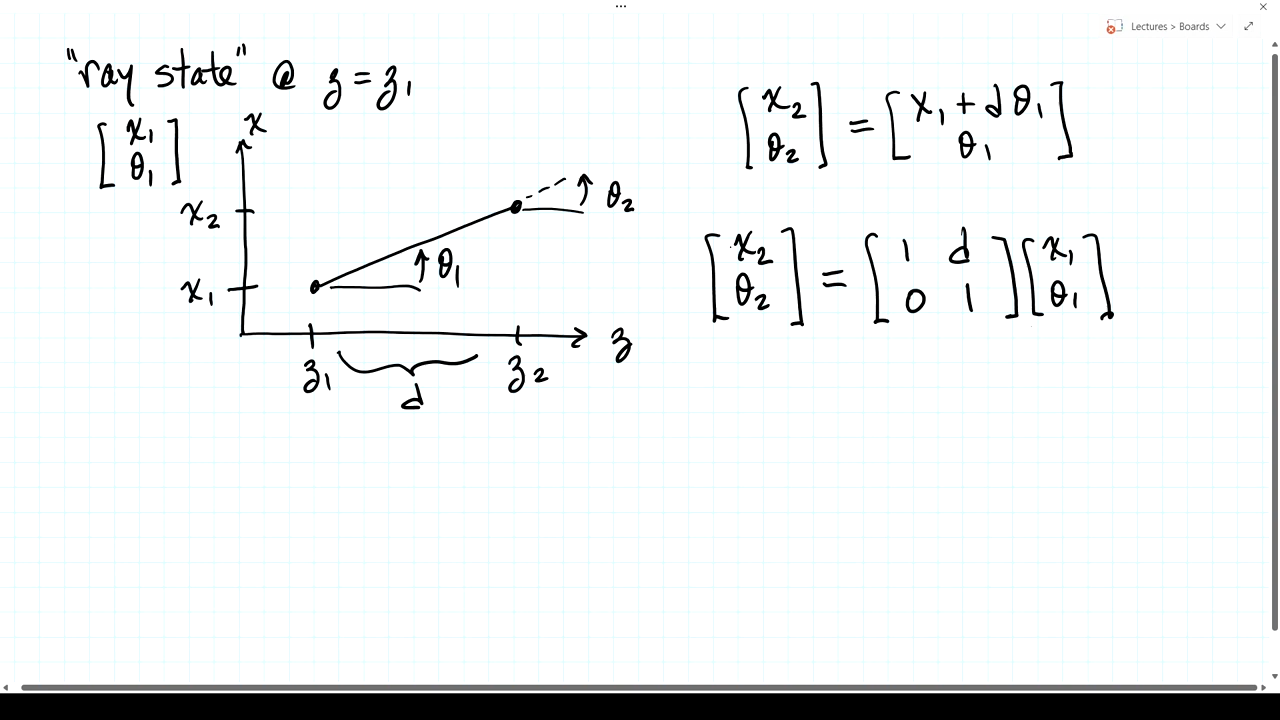 Lectures > Boards
"ray state" @ z = z₁
[x₁
θ₁]
x
x₂
x₁
θ₁
θ₂
z
z₁
z₂
d
[x₂
θ₂] = [x₁ + d θ₁
θ₁]
[x₂
θ₂] = [1 d
0 1] [x₁
θ₁]